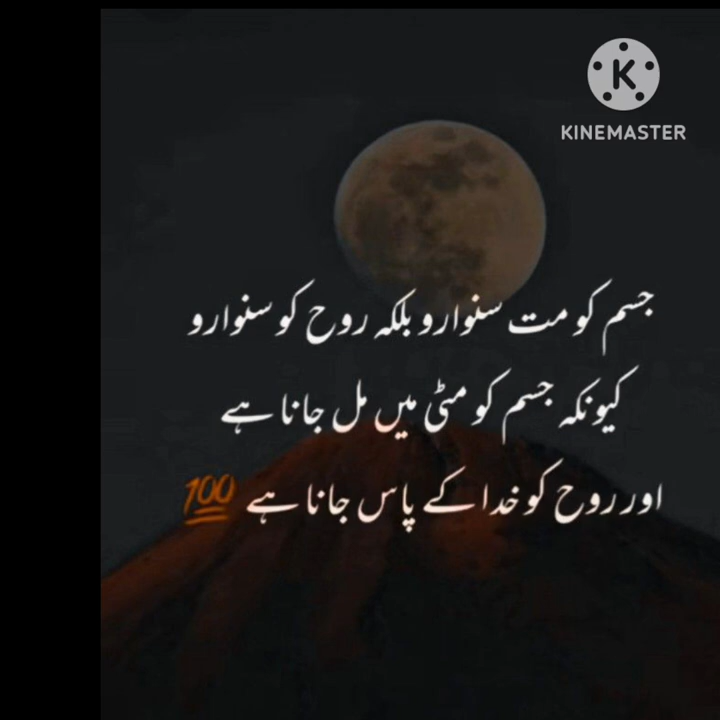 KINEMASTER
جسم کو مت سنوارو بلکہ روح کو سنوارو
کیونکہ جسم کو مٹی میں مل جانا ہے
اور روح کو خدا کے پاس جانا ہے 💯